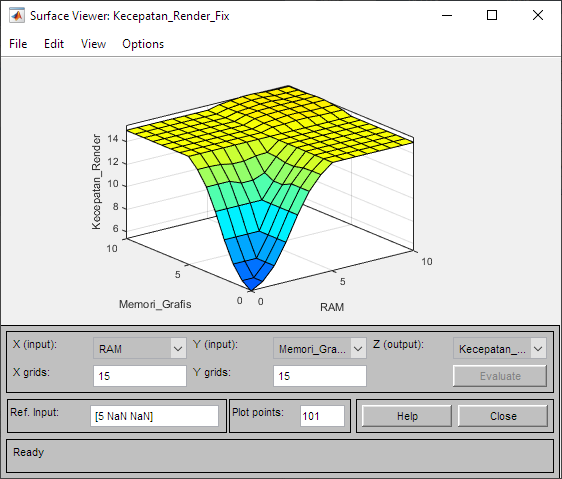 Surface Viewer: Kecepatan_Render_Fix
File Edit View Options
Kecepatan_Render
14
12
10
8
6
10
5
0
0
5
10
Memori_Grafis
RAM
X (input): RAM Y (input): Memori_Gra... Z (output): Kecepatan_...
X grids: 15 Y grids: 15 Evaluate
Ref. Input: [5 NaN NaN] Plot points: 101 Help Close
Ready